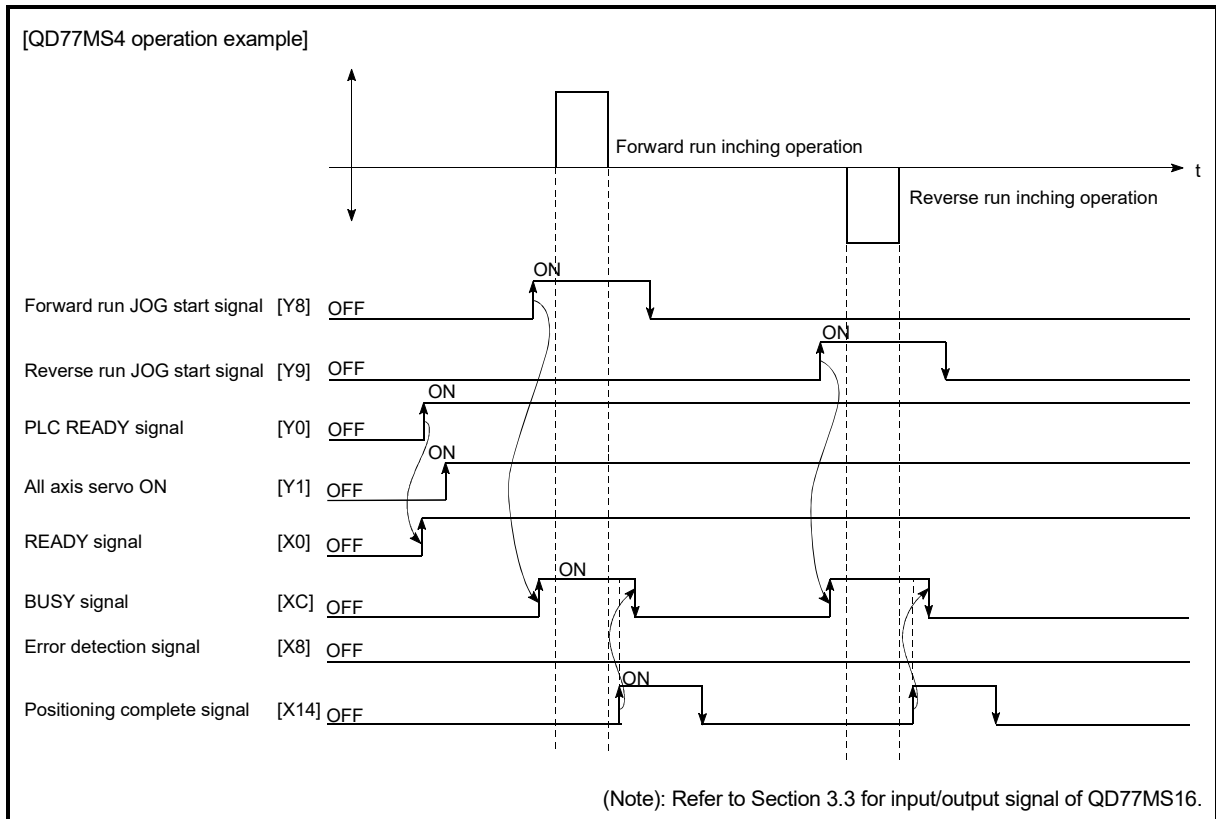 [QD77MS4 operation example]
Forward run inching operation
t
Reverse run inching operation
ON
Forward run JOG start signal [Y8] OFF
ON
Reverse run JOG start signal [Y9] OFF
ON
PLC READY signal [Y0] OFF
ON
All axis servo ON [Y1] OFF
READY signal [X0] OFF
ON
BUSY signal [XC] OFF
Error detection signal [X8] OFF
ON
Positioning complete signal [X14] OFF
(Note): Refer to Section 3.3 for input/output signal of QD77MS16.